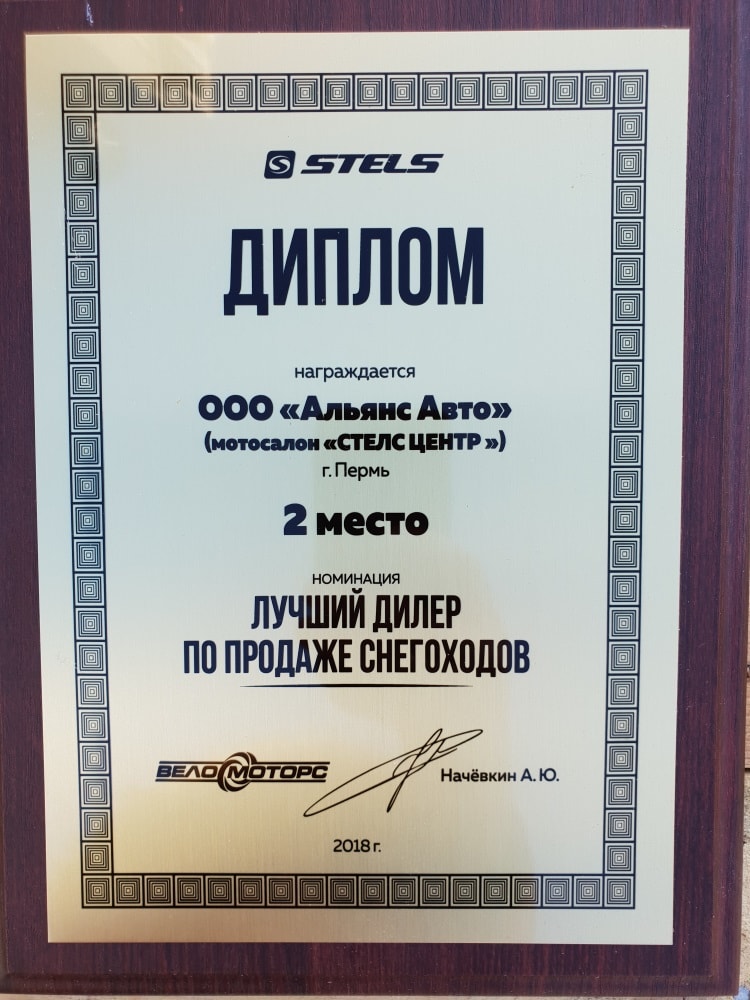 STELS
ДИПЛОМ
награждается
ООО «Альянс Авто»
(мотосалон «СТЕЛС ЦЕНТР »)
г. Пермь
2 место
НОМИНАЦИЯ
ЛУЧШИЙ ДИЛЕР
ПО ПРОДАЖЕ СНЕГОХОДОВ
ВЕЛОМОТОРС
Начёвкин А. Ю.
2018 г.